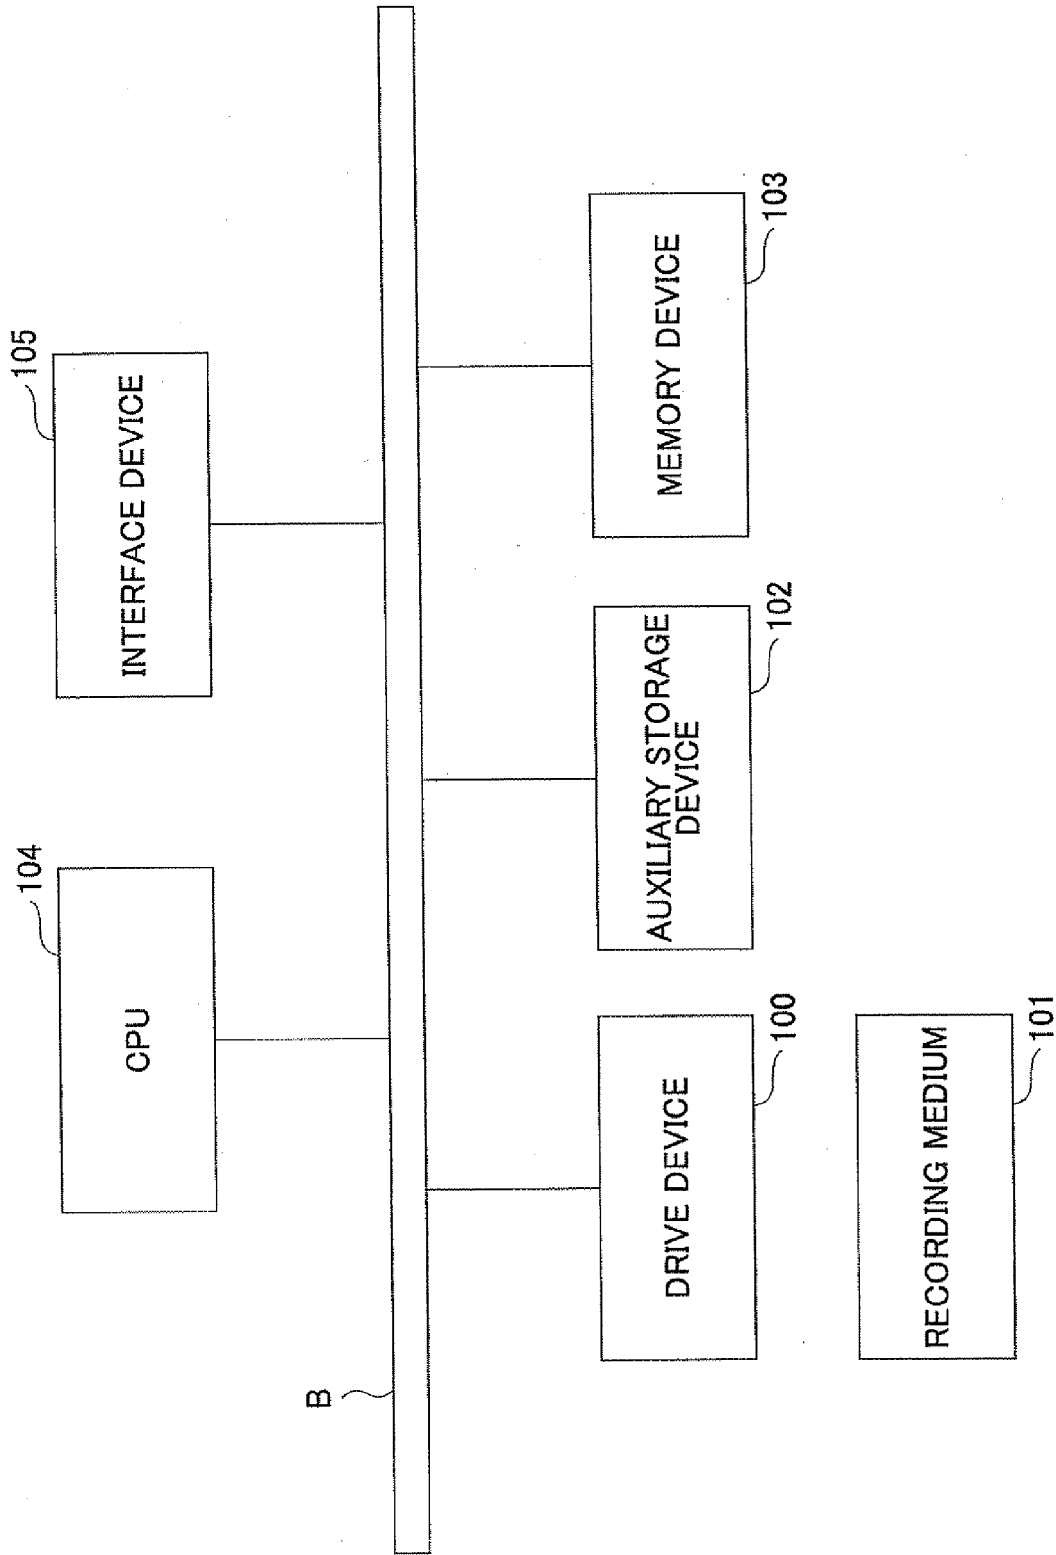 104
CPU
105
INTERFACE DEVICE
B
DRIVE DEVICE
100
AUXILIARY STORAGE
DEVICE
102
MEMORY DEVICE
103
RECORDING MEDIUM
101